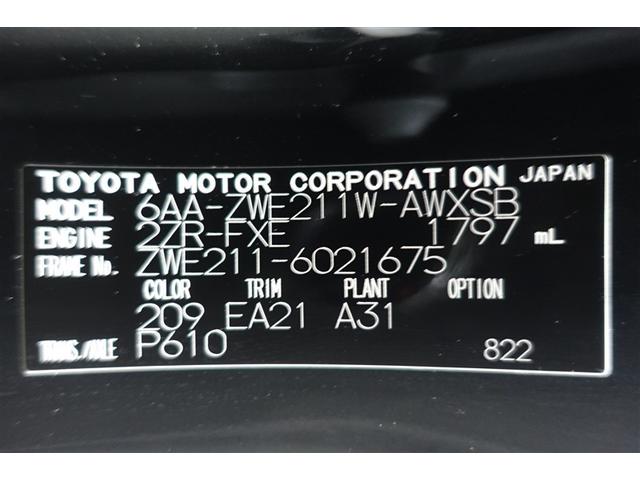 TOYOTA MOTOR CORPORATION JAPAN
MODEL 6AA-ZWE211W-AWXSB
ENGINE 2ZR-FXE 1797 mL
FRAME No. ZWE211-6021675
COLOR TRIM PLANT OPTION
209 EA21 A31
TRANS./AXLE P610 822